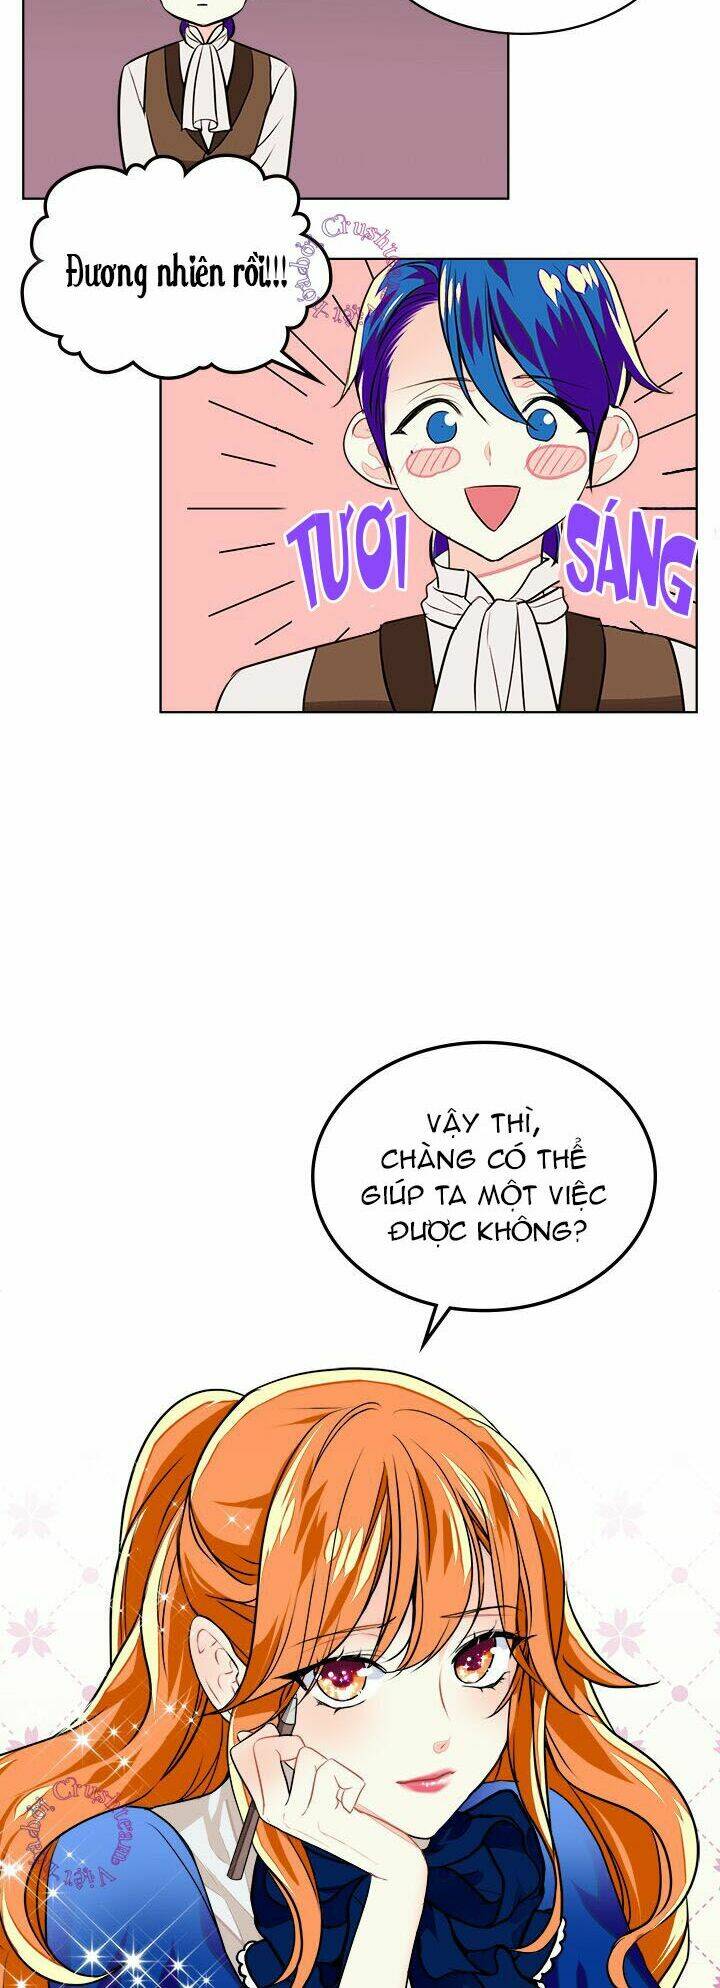 Đương nhiên rồi!!!
TƯƠI SÁNG
VẬY THÌ,
CHÀNG CÓ THỂ
GIÚP TA MỘT VIỆC
ĐƯỢC KHÔNG?